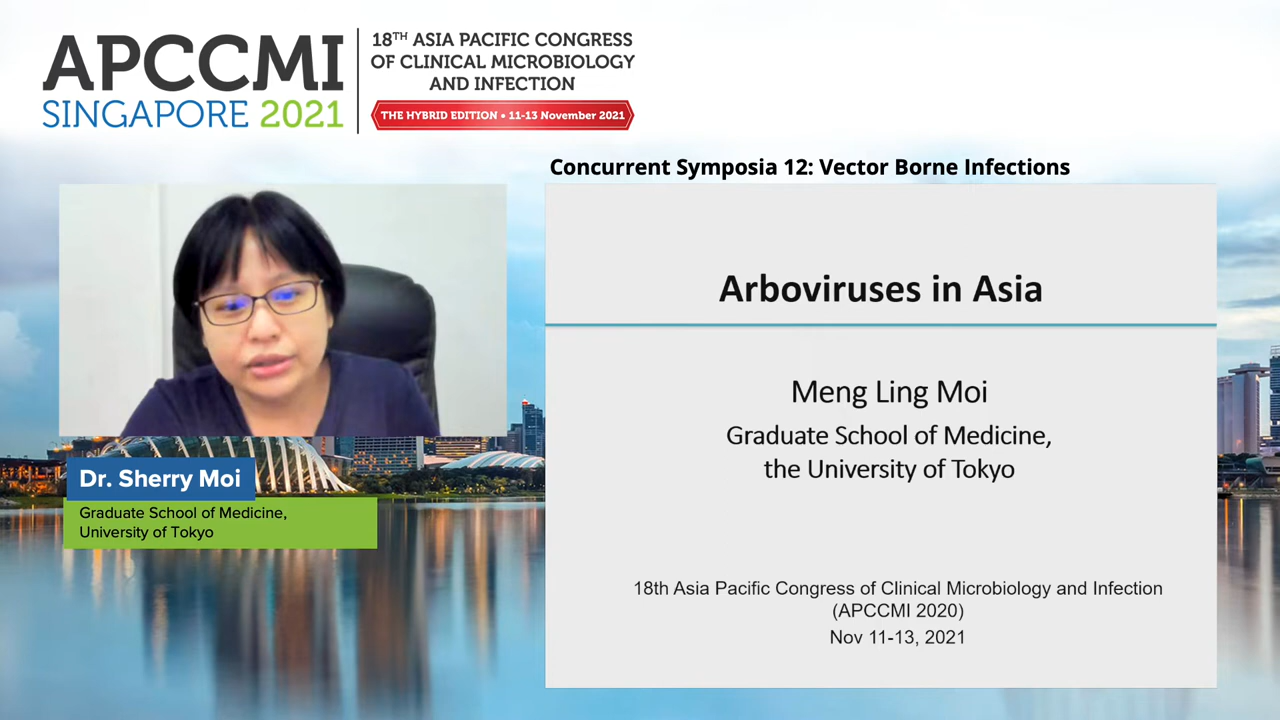 APCCMI
SINGAPORE 2021
18TH ASIA PACIFIC CONGRESS
OF CLINICAL MICROBIOLOGY
AND INFECTION
THE HYBRID EDITION • 11-13 November 2021
Concurrent Symposia 12: Vector Borne Infections
Dr. Sherry Moi
Graduate School of Medicine,
University of Tokyo
Arboviruses in Asia
Meng Ling Moi
Graduate School of Medicine,
the University of Tokyo
18th Asia Pacific Congress of Clinical Microbiology and Infection
(APCCMI 2020)
Nov 11-13, 2021